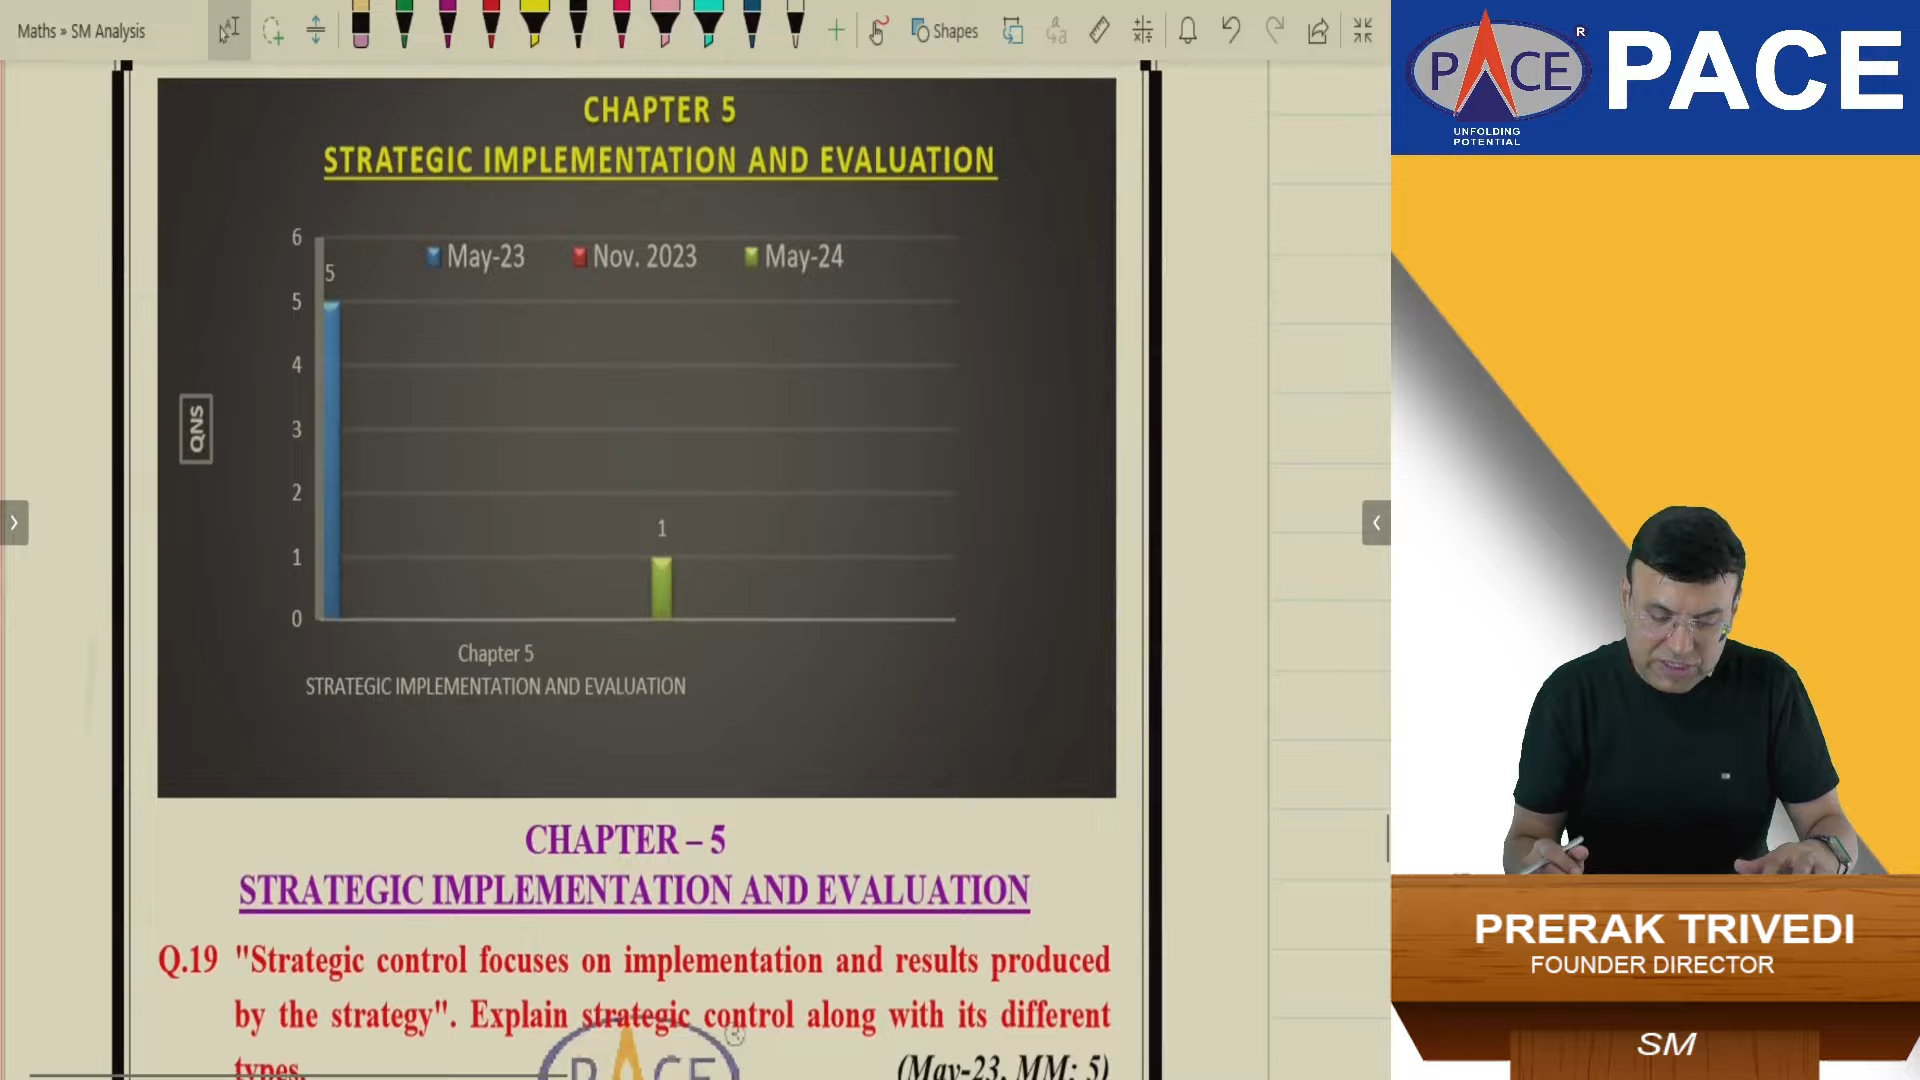 Maths » SM Analysis
Shapes
CHAPTER 5
STRATEGIC IMPLEMENTATION AND EVALUATION
May-23 Nov. 2023 May-24
6
5
5
4
3
2
1
1
0
QNS
Chapter 5
STRATEGIC IMPLEMENTATION AND EVALUATION
CHAPTER – 5
STRATEGIC IMPLEMENTATION AND EVALUATION
Q.19 "Strategic control focuses on implementation and results produced
by the strategy". Explain strategic control along with its different
types. (May-23, MM: 5)
PACE
PACE ® PACE
UNFOLDING
POTENTIAL
PRERAK TRIVEDI
FOUNDER DIRECTOR
SM